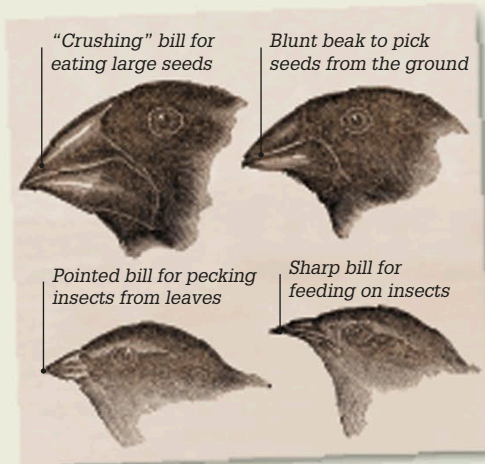 “Crushing” bill for
eating large seeds
Blunt beak to pick
seeds from the ground
Pointed bill for pecking
insects from leaves
Sharp bill for
feeding on insects